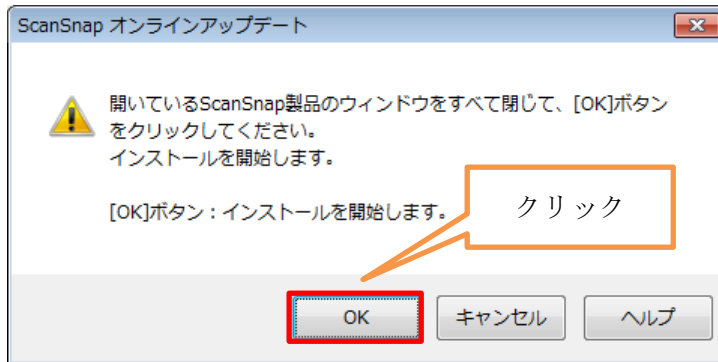 ScanSnap オンラインアップデート
開いているScanSnap製品のウィンドウをすべて閉じて、[OK]ボタン
をクリックしてください。
インストールを開始します。
[OK]ボタン：インストールを開始します。
クリック
OK
キャンセル
ヘルプ